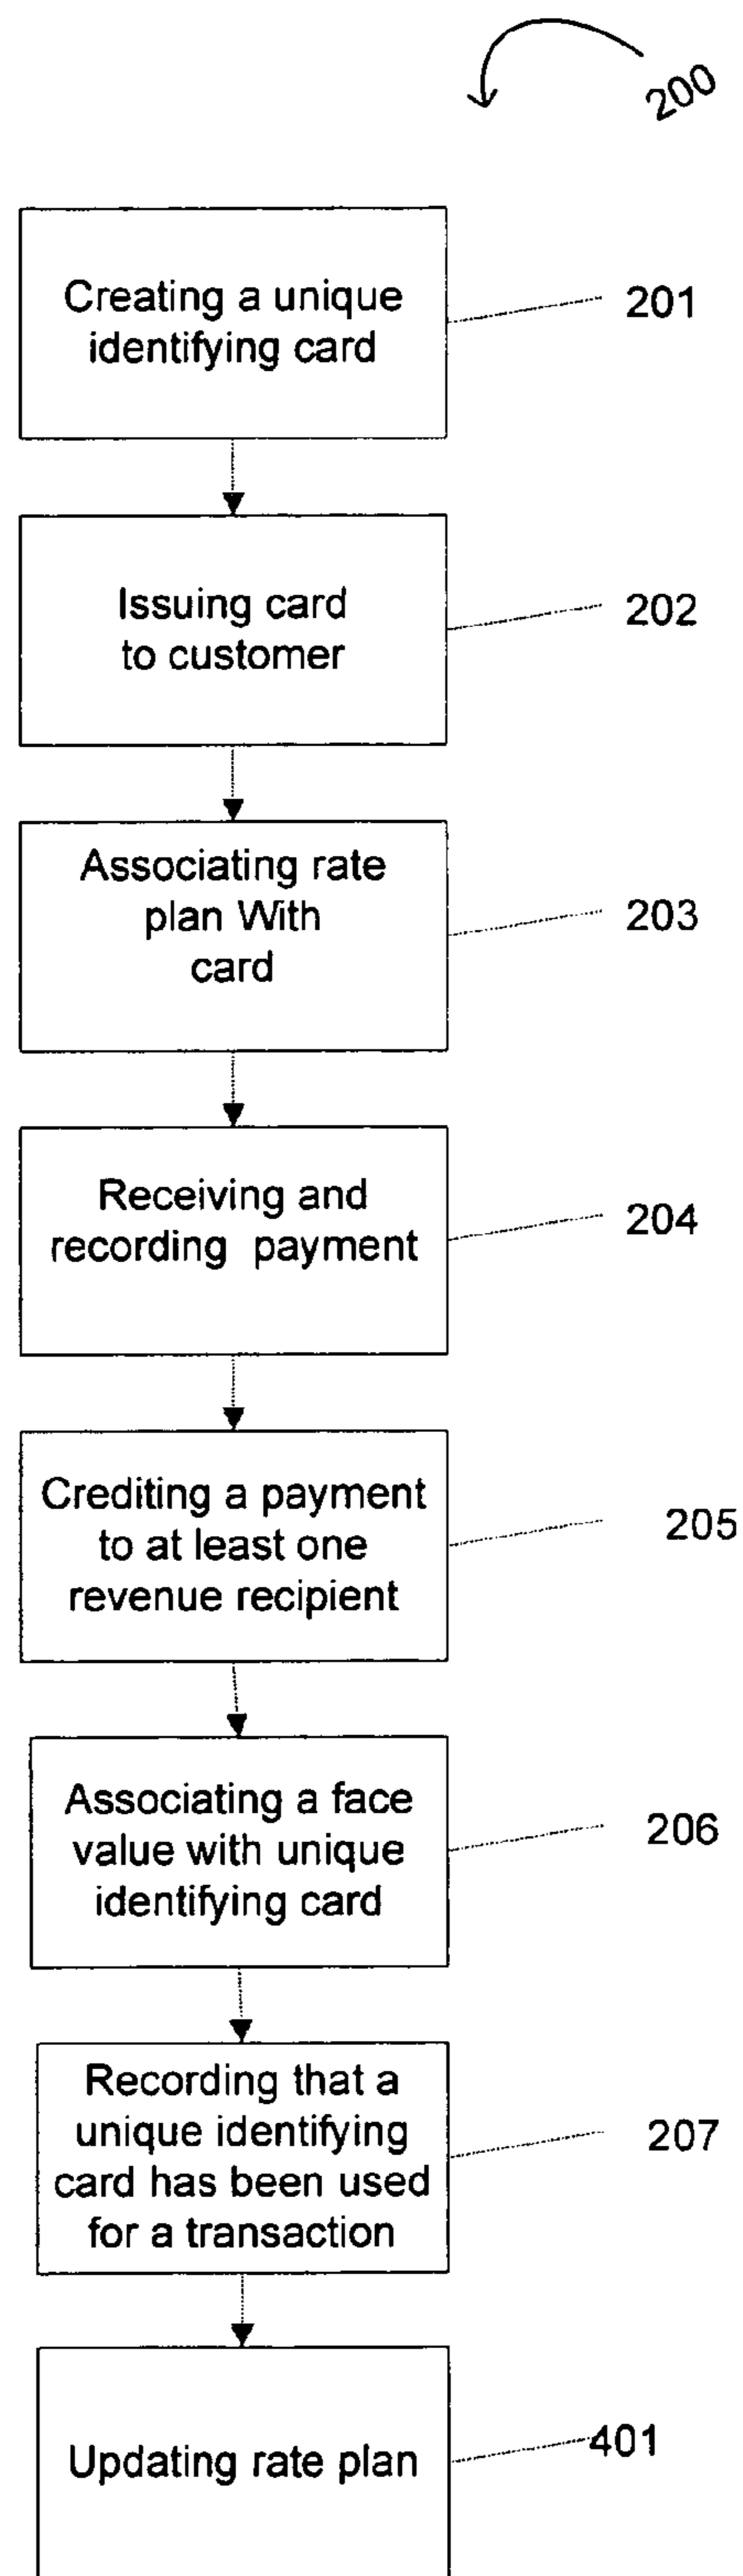 200
Creating a unique
identifying card
201
Issuing card
to customer
202
Associating rate
plan With
card
203
Receiving and
recording payment
204
Crediting a payment
to at least one
revenue recipient
205
Associating a face
value with unique
identifying card
206
Recording that a
unique identifying
card has been used
for a transaction
207
Updating rate plan
401